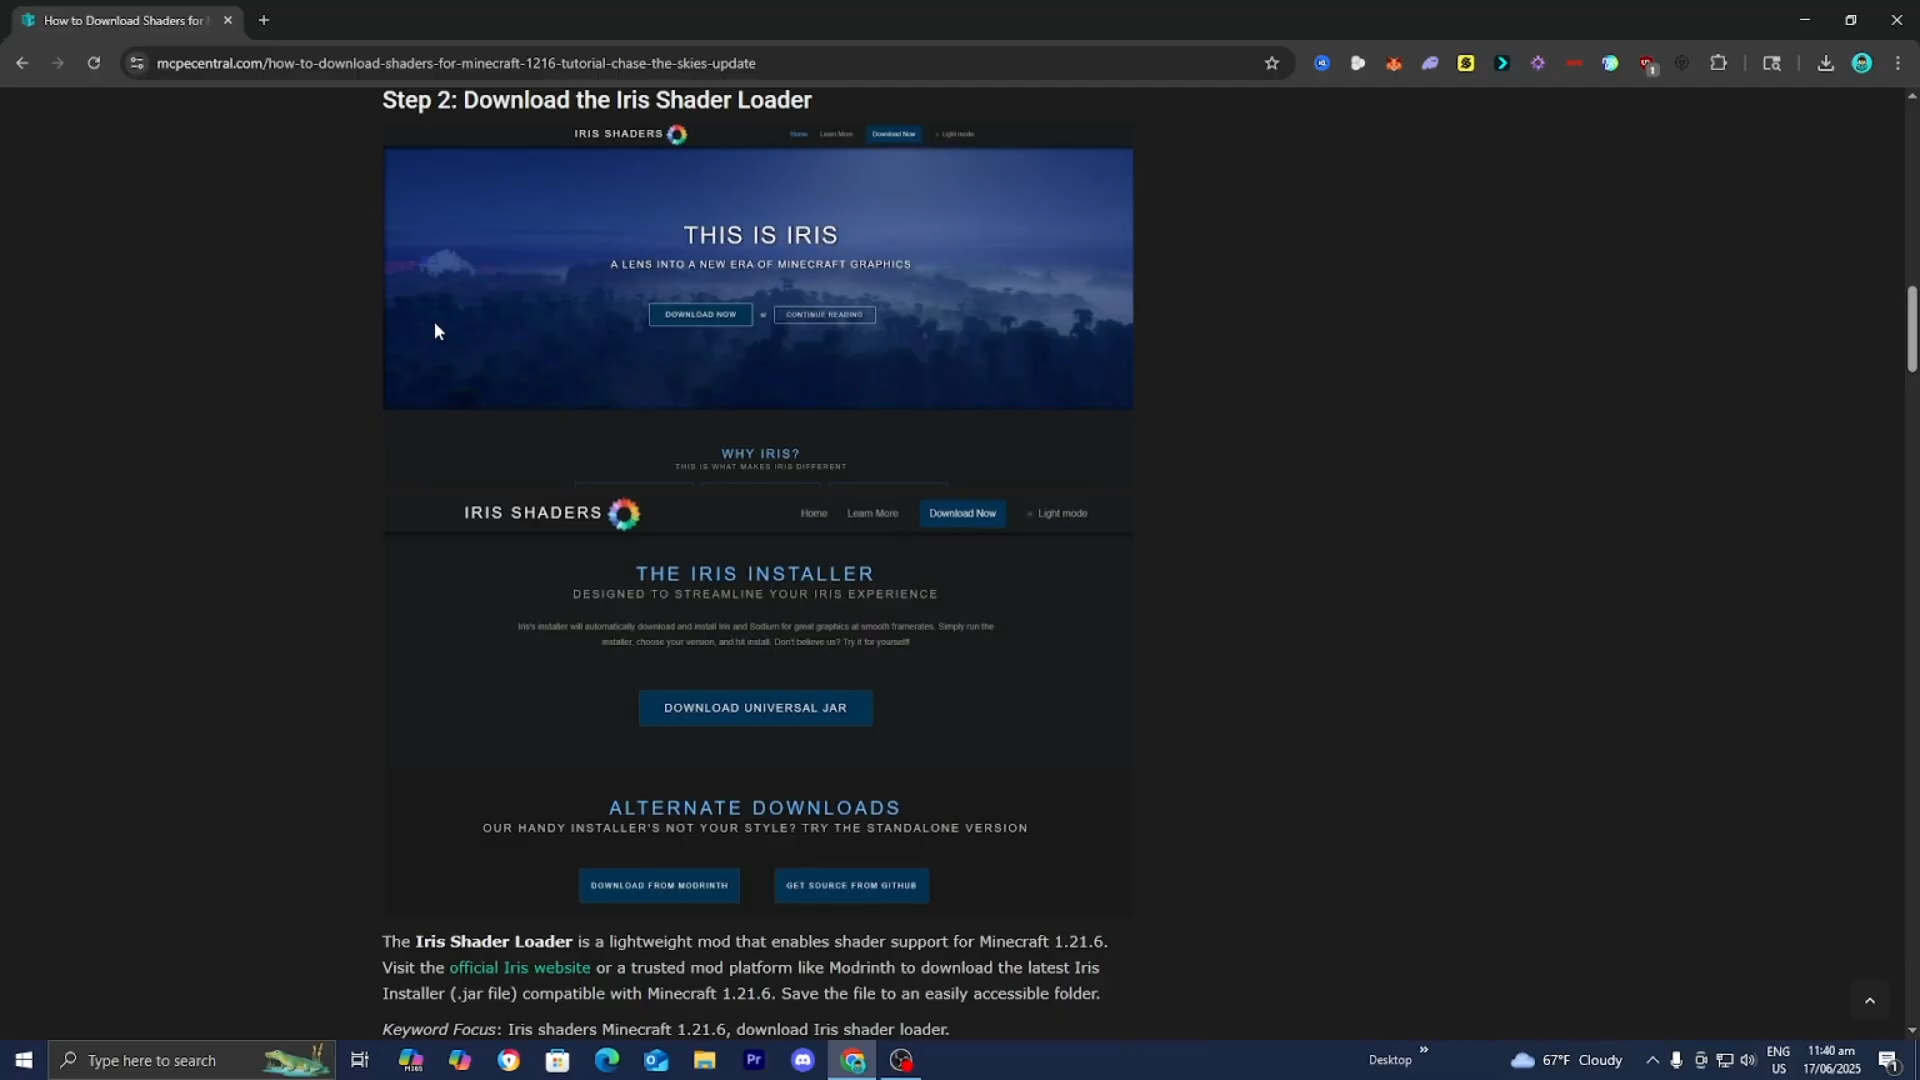 How to Download Shaders for
mcpecentral.com/how-to-download-shaders-for-minecraft-1216-tutorial-chase-the-skies-update
1
Step 2: Download the Iris Shader Loader
IRIS SHADERS
Home Learn More Download Now Light mode
THIS IS IRIS
A LENS INTO A NEW ERA OF MINECRAFT GRAPHICS
DOWNLOAD NOW or CONTINUE READING
WHY IRIS?
THIS IS WHAT MAKES IRIS DIFFERENT
IRIS SHADERS
Home Learn More Download Now Light mode
THE IRIS INSTALLER
DESIGNED TO STREAMLINE YOUR IRIS EXPERIENCE
Iris's installer will automatically download and install Iris and Sodium for great graphics at smooth framerates. Simply run the
installer, choose your version, and hit install. Don't believe us? Try it for yourself!
DOWNLOAD UNIVERSAL JAR
ALTERNATE DOWNLOADS
OUR HANDY INSTALLER'S NOT YOUR STYLE? TRY THE STANDALONE VERSION
DOWNLOAD FROM MODRINTH GET SOURCE FROM GITHUB
The Iris Shader Loader is a lightweight mod that enables shader support for Minecraft 1.21.6.
Visit the official Iris website or a trusted mod platform like Modrinth to download the latest Iris
Installer (.jar file) compatible with Minecraft 1.21.6. Save the file to an easily accessible folder.
Keyword Focus: Iris shaders Minecraft 1.21.6, download Iris shader loader.
Type here to search
M365
Pr
Desktop
67°F Cloudy
ENG
US
11:40 am
17/06/2025
1